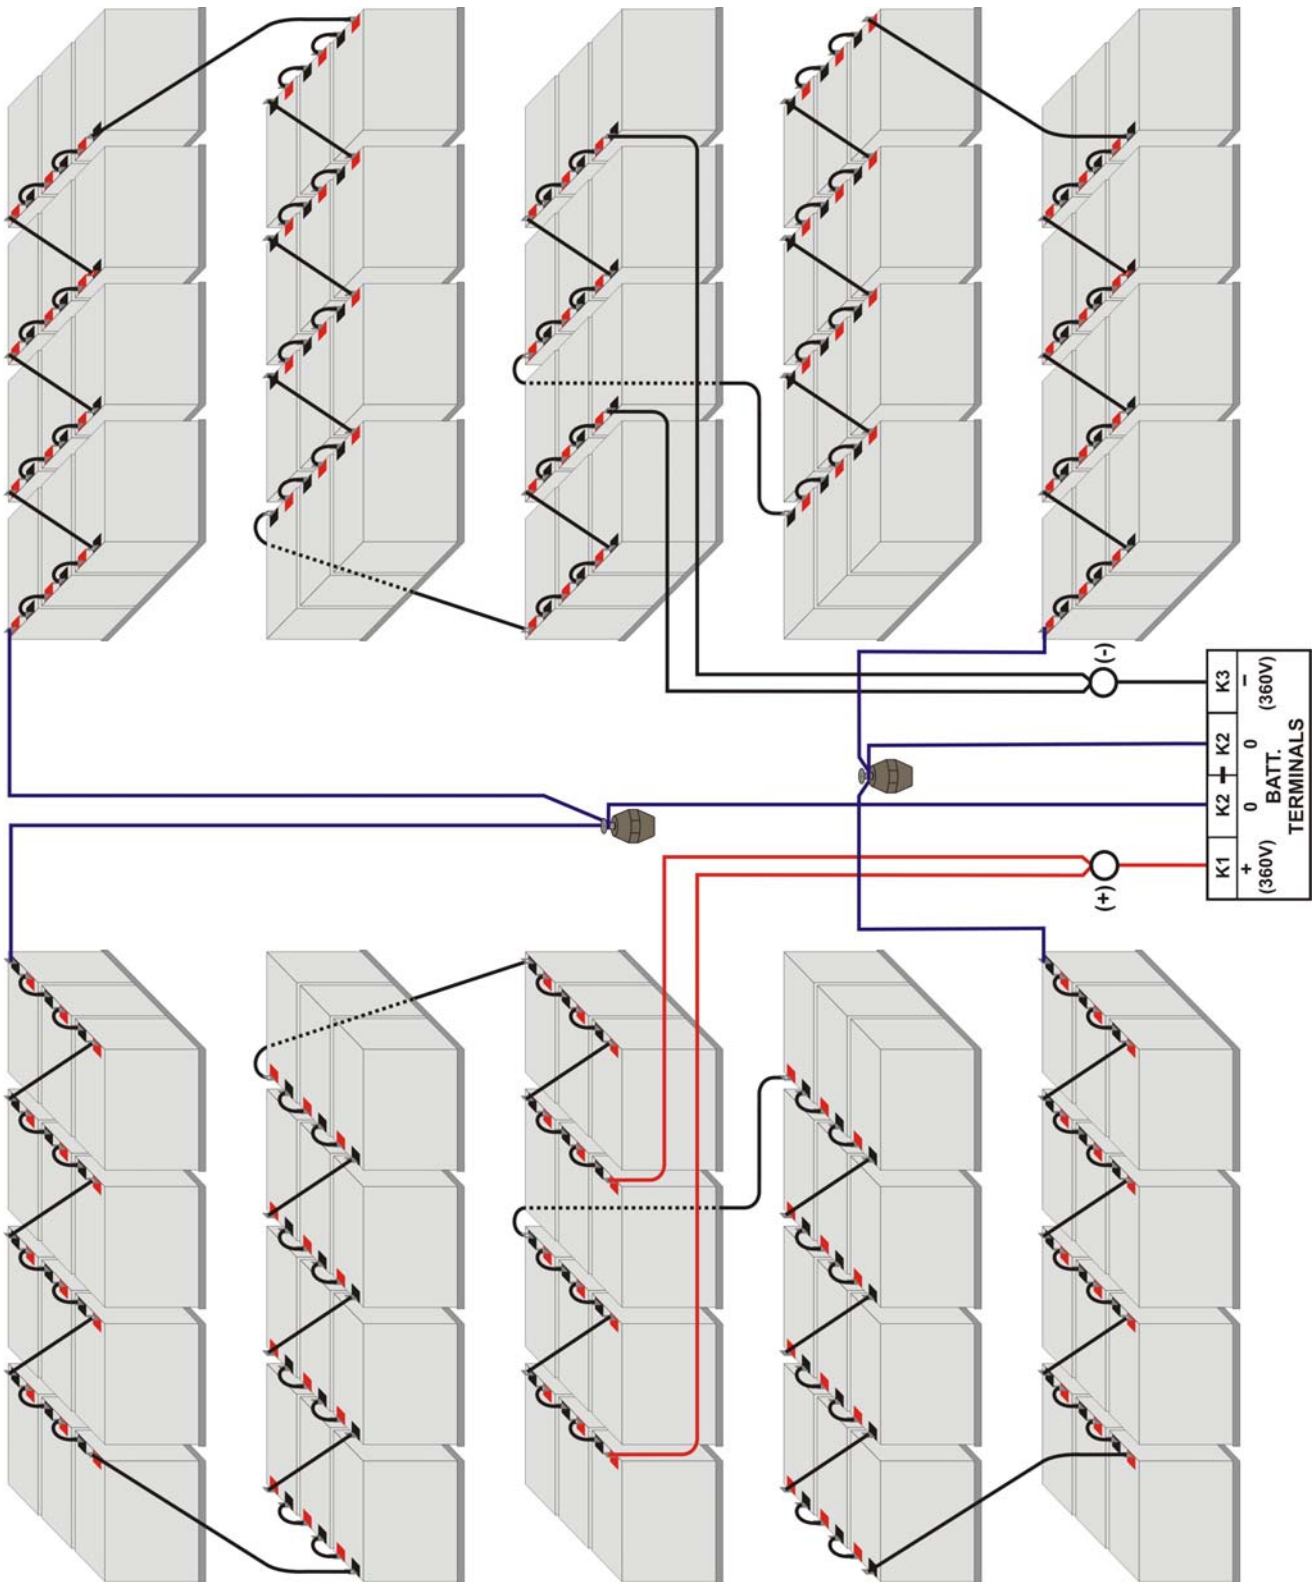 (-)
(+)
K1 K2 K2 K3
+ 0 0 –
(360V) (360V)
BATT.
TERMINALS